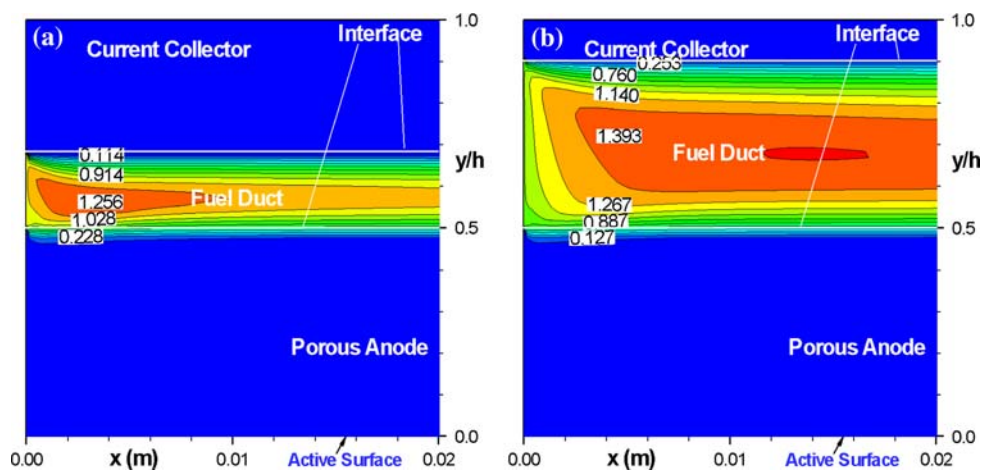 (a)
Current Collector
Interface
1.0
0.114
0.914
y/h
Fuel Duct
1.256
1.028
0.5
0.228
Porous Anode
0.0
0.00
x (m)
0.01
Active Surface
0.02
(b)
Current Collector
Interface
1.0
0.253
0.760
1.140
1.393
y/h
Fuel Duct
1.267
0.887
0.5
0.127
Porous Anode
0.0
0.00
x (m)
0.01
Active Surface
0.02